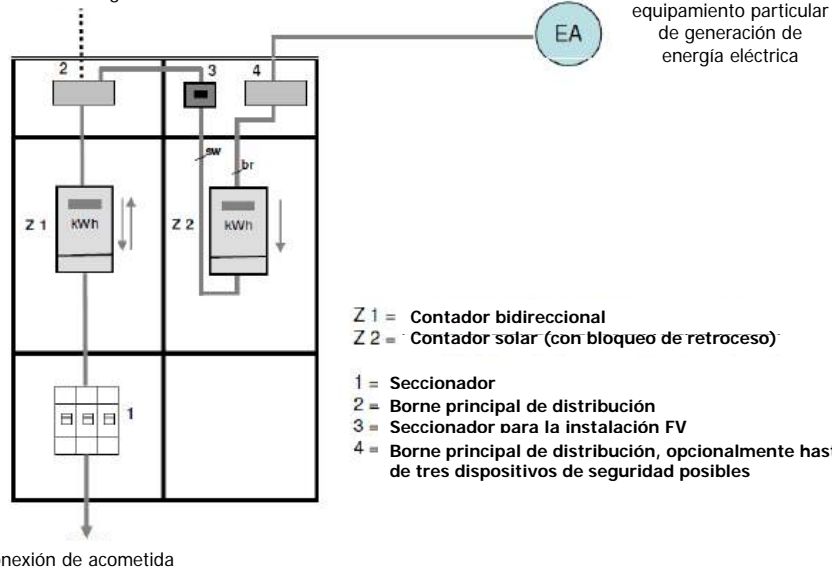 equipamiento particular
de generación de
energía eléctrica
EA
2
3
4
sw
br
Z 1
kWh
Z 2
kWh
1
Z 1 = Contador bidireccional
Z 2 = Contador solar (con bloqueo de retroceso)
1 = Seccionador
2 = Borne principal de distribución
3 = Seccionador para la instalación FV
4 = Borne principal de distribución, opcionalmente hast
de tres dispositivos de seguridad posibles
nexión de acometida